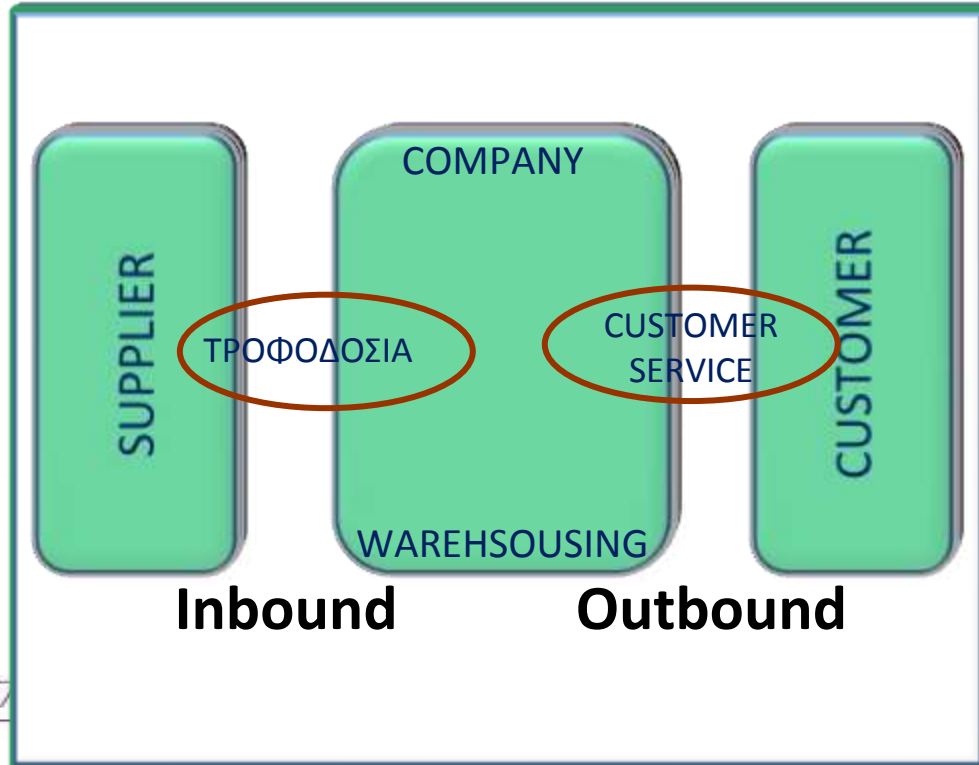 COMPANY
SUPPLIER
ΤΡΟΦΟΔΟΣΙΑ
CUSTOMER
SERVICE
CUSTOMER
WAREHSOUSING
Inbound
Outbound